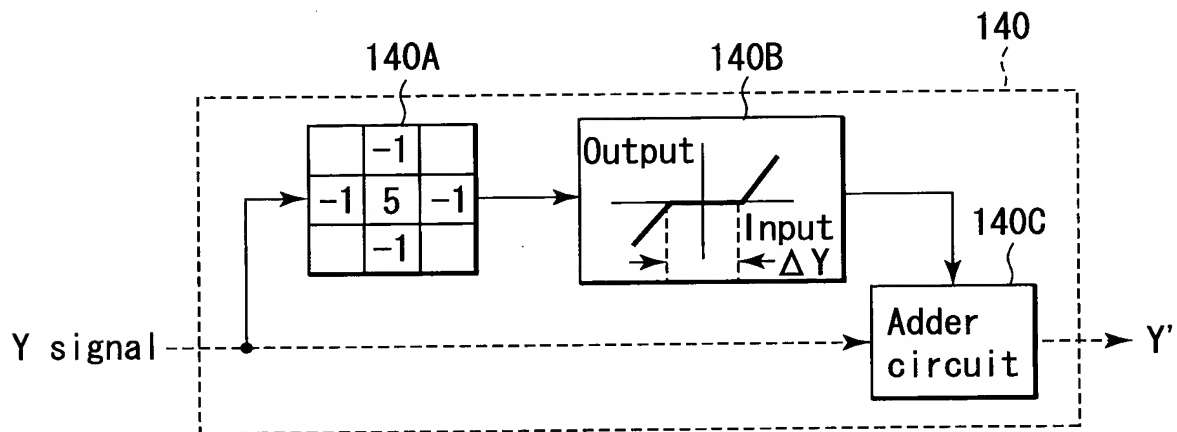 140
140A
140B
-1
-1 5 -1
-1
Output
Input
ΔY
140C
Adder
circuit
Y signal
Y'